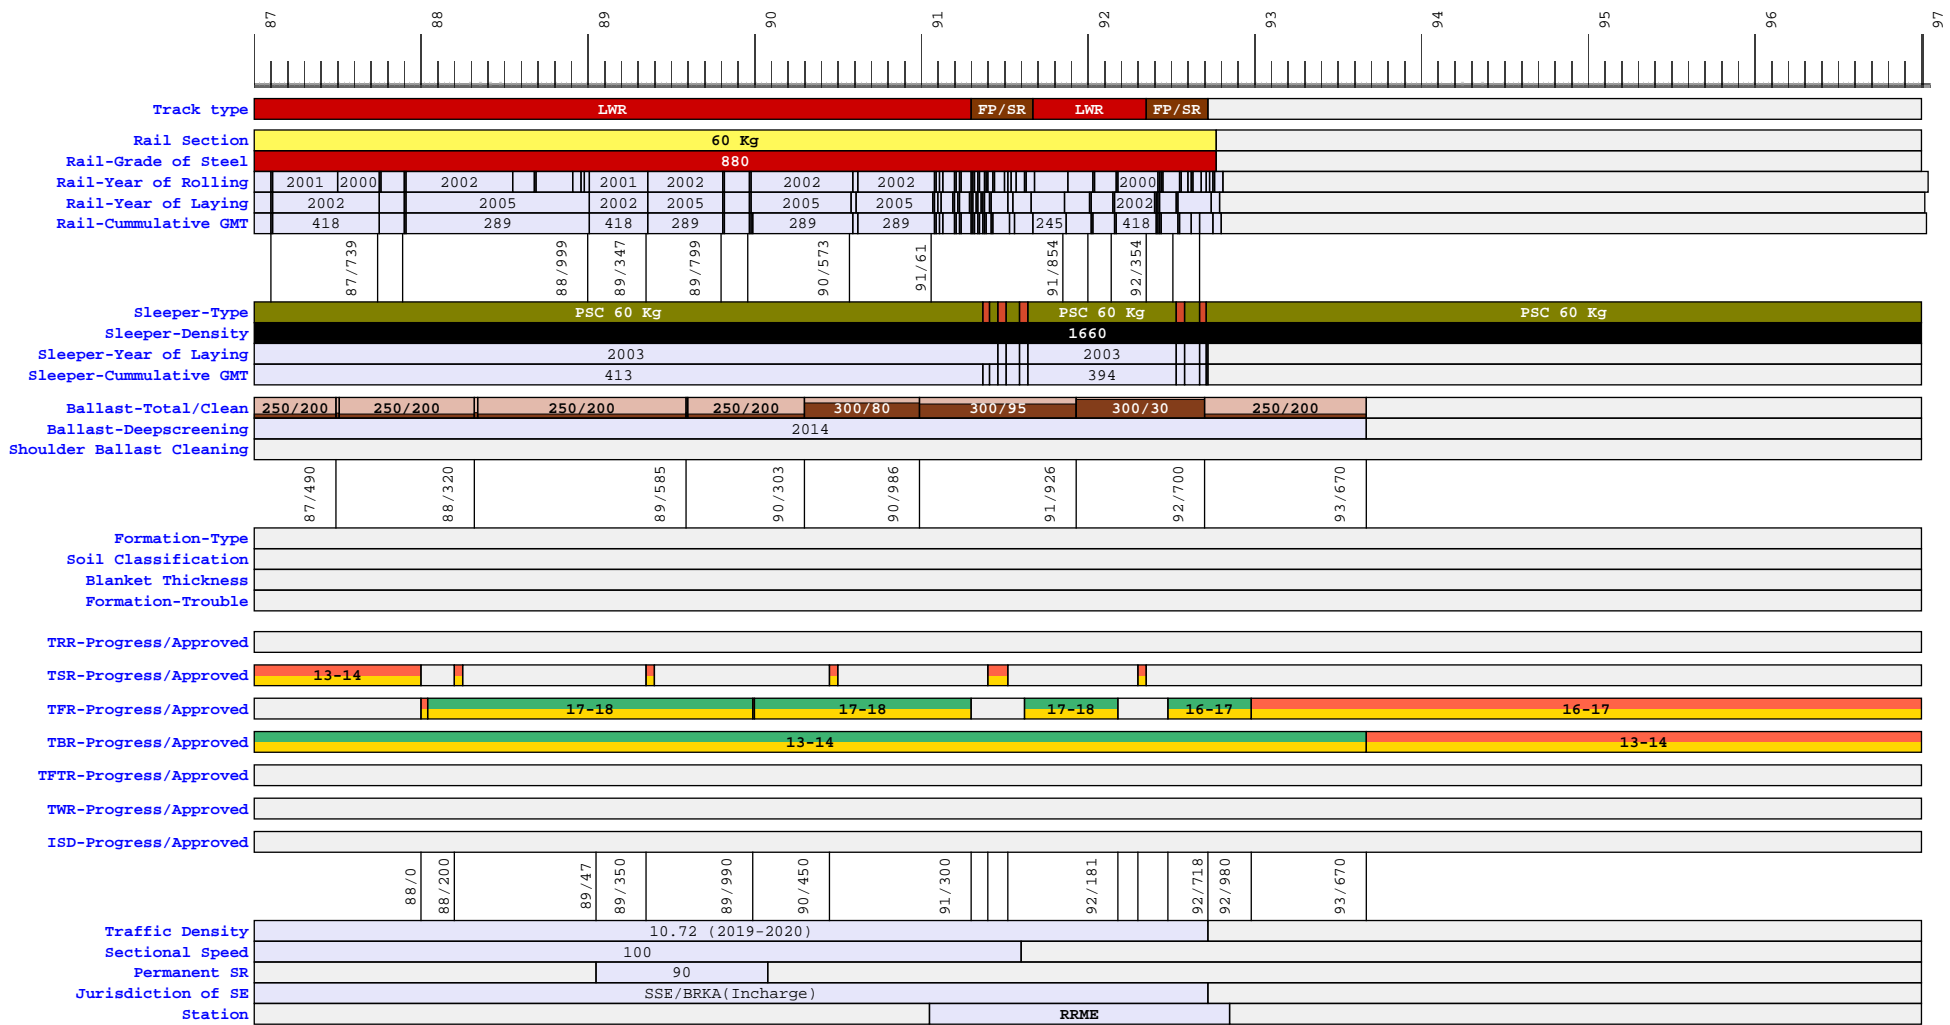 87 88 89 90 91 92 93 94 95 96 97
Track type LWR FP/SR LWR FP/SR
Rail Section 60 Kg
Rail-Grade of Steel 880
Rail-Year of Rolling 2001 2000 2002 2001 2002 2002 2002 2000
Rail-Year of Laying 2002 2005 2002 2005 2005 2005 2002
Rail-Cummulative GMT 418 289 418 289 289 289 245 418
87/739 88/999 89/347 89/799 90/573 91/61 91/854 92/354
Sleeper-Type PSC 60 Kg PSC 60 Kg PSC 60 Kg
Sleeper-Density 1660
Sleeper-Year of Laying 2003 2003
Sleeper-Cummulative GMT 413 394
Ballast-Total/Clean 250/200 250/200 250/200 250/200 300/80 300/95 300/30 250/200
Ballast-Deepscreening 2014
Shoulder Ballast Cleaning
87/490 88/320 89/585 90/303 90/986 91/926 92/700 93/670
Formation-Type
Soil Classification
Blanket Thickness
Formation-Trouble
TRR-Progress/Approved
TSR-Progress/Approved 13-14
TFR-Progress/Approved 17-18 17-18 17-18 16-17 16-17
TBR-Progress/Approved 13-14 13-14
TFTR-Progress/Approved
TWR-Progress/Approved
ISD-Progress/Approved
88/0 88/200 89/47 89/350 89/990 90/450 91/300 92/181 92/718 92/980 93/670
Traffic Density 10.72 (2019-2020)
Sectional Speed 100
Permanent SR 90
Jurisdiction of SE SSE/BRKA(Incharge)
Station RRME